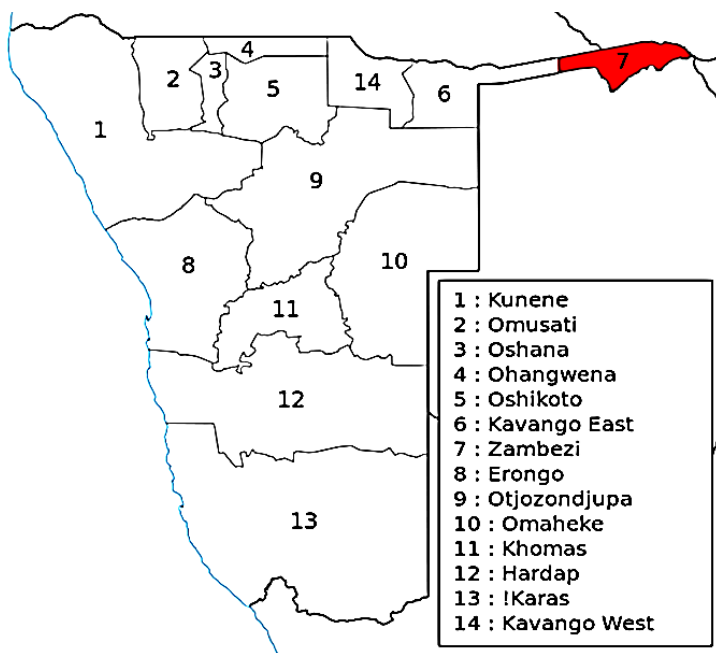 4
7
2
3
14
5
6
1
9
8
10
11
12
13
1 : Kunene
2 : Omusati
3 : Oshana
4 : Ohangwena
5 : Oshikoto
6 : Kavango East
7 : Zambezi
8 : Erongo
9 : Otjozondjupa
10 : Omaheke
11 : Khomas
12 : Hardap
13 : !Karas
14 : Kavango West